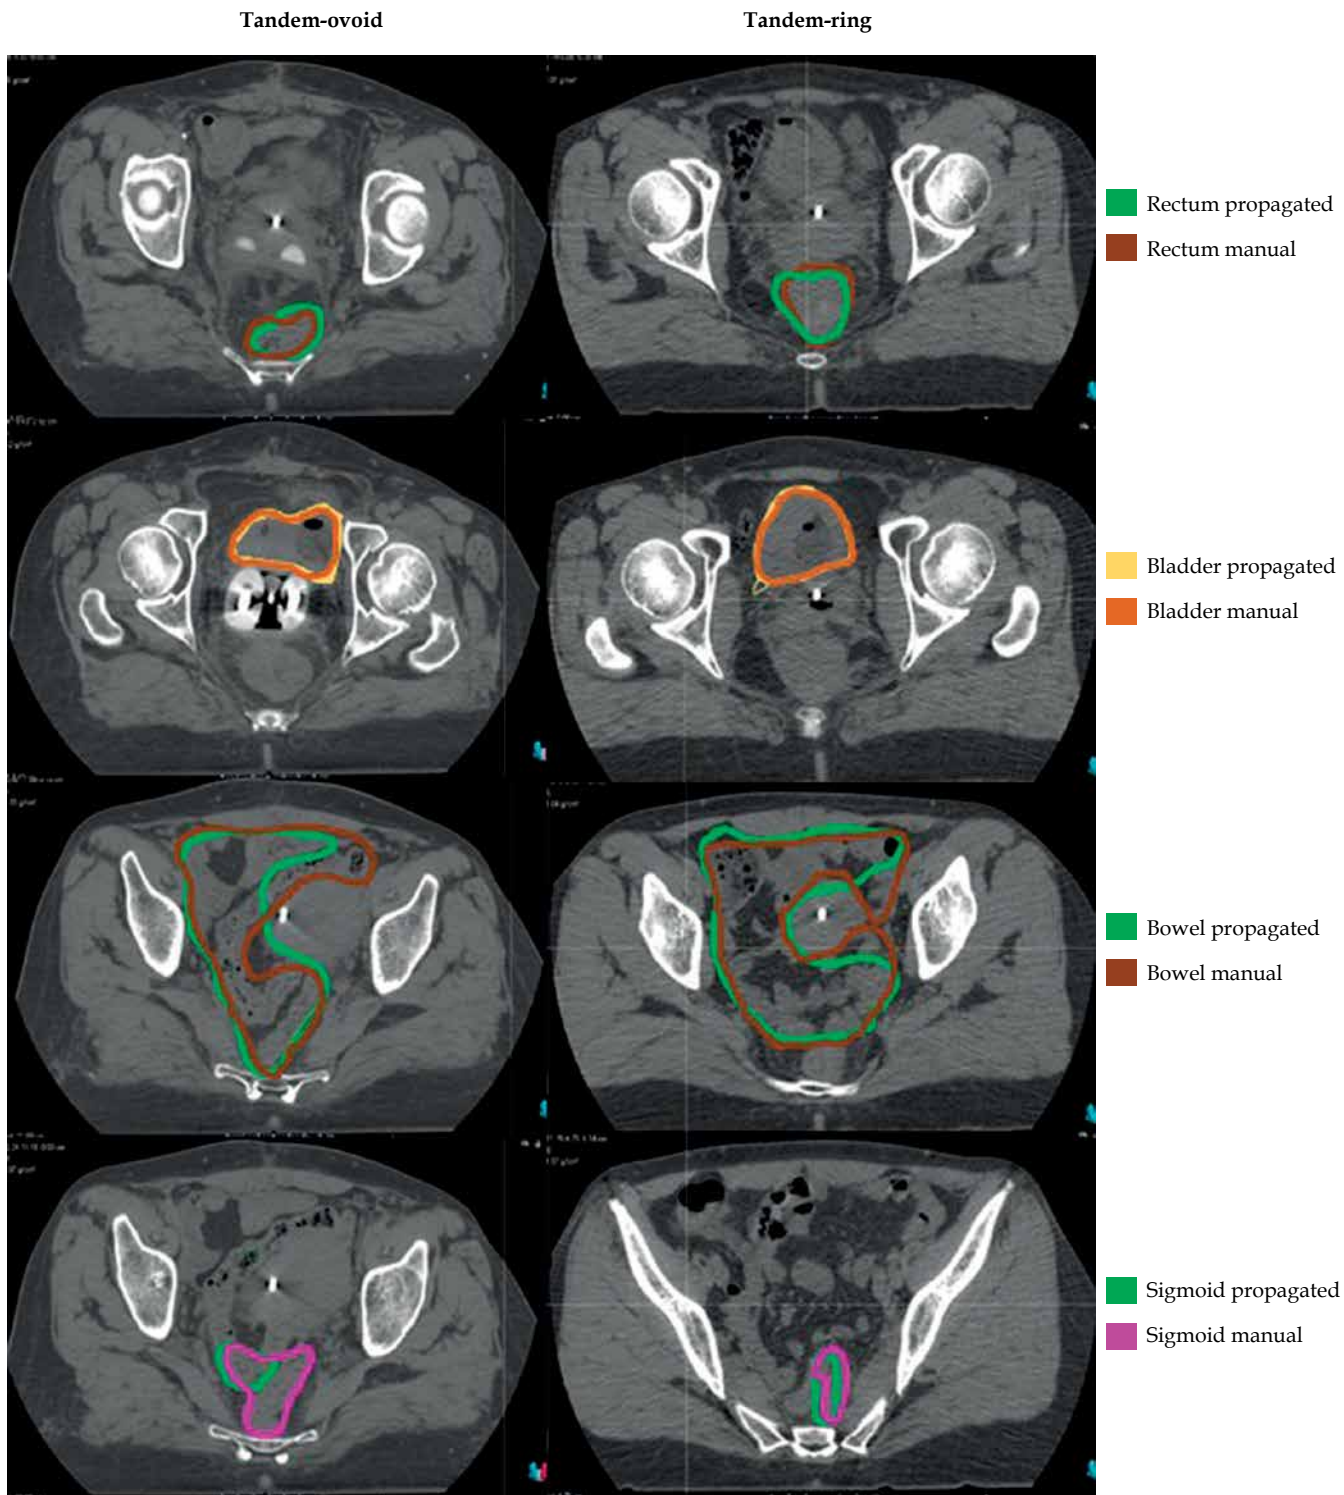 Tandem-ovoid Tandem-ring
Rectum propagated
Rectum manual
Bladder propagated
Bladder manual
Bowel propagated
Bowel manual
Sigmoid propagated
Sigmoid manual